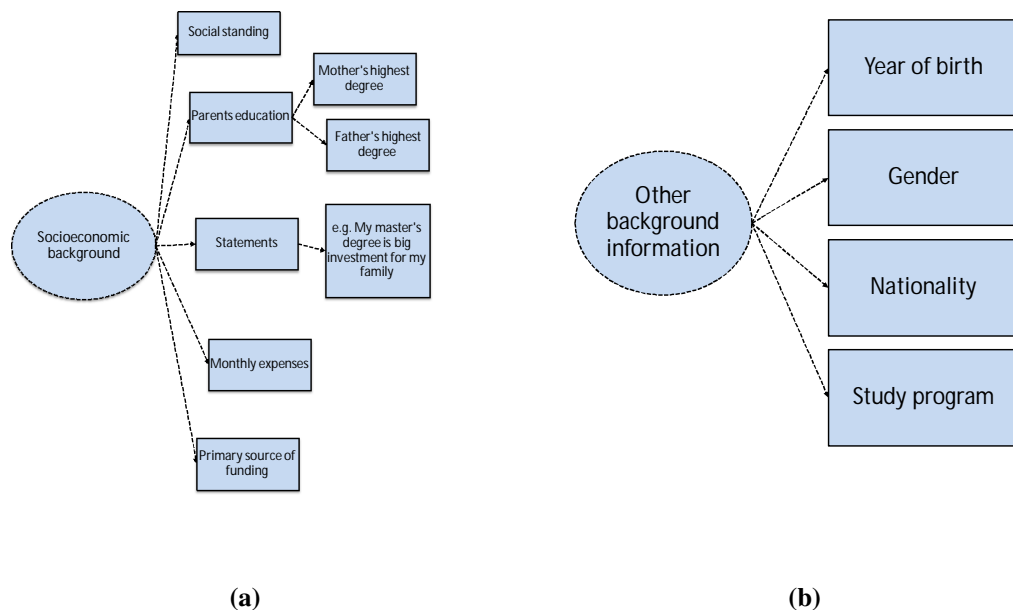 Social standing
Mother's highest
degree
Parents education
Father's highest
degree
Socioeconomic
background
Statements
e.g. My master's
degree is big
investment for my
family
Monthly expenses
Primary source of
funding
(a)
Other
background
information
Year of birth
Gender
Nationality
Study program
(b)